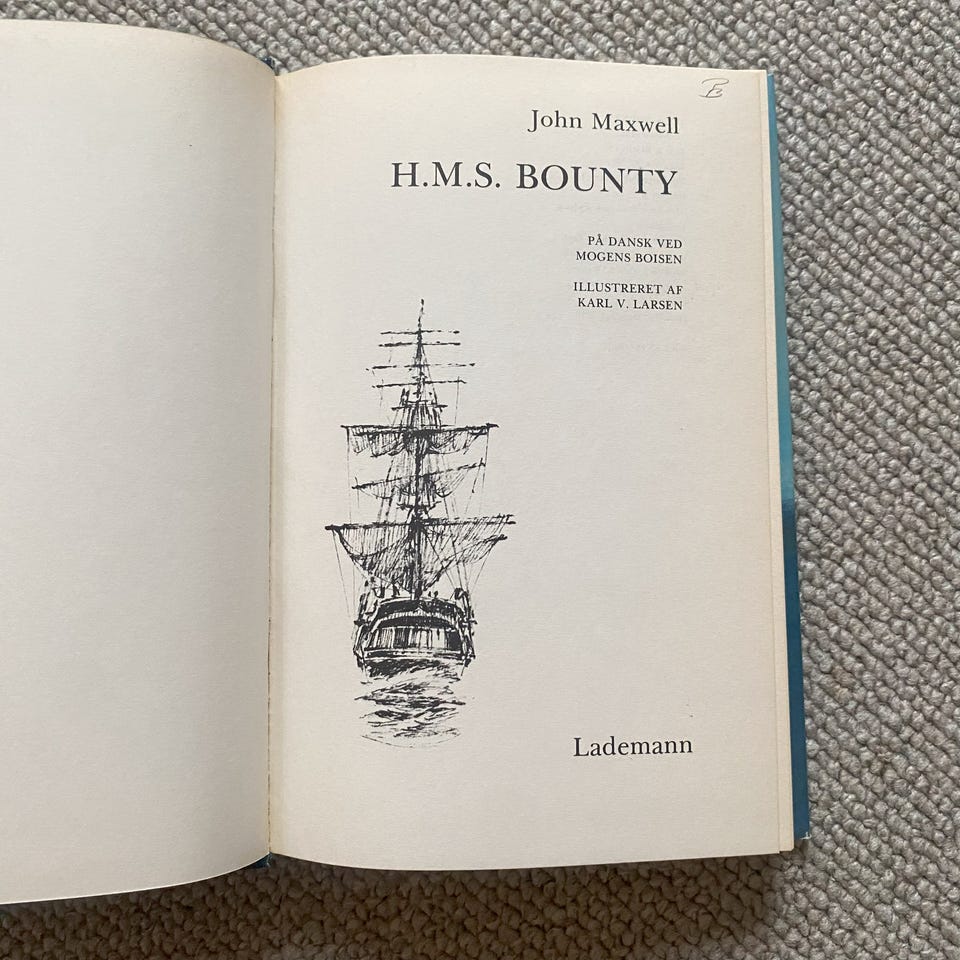 John Maxwell
H.M.S. BOUNTY
PÅ DANSK VED
MOGENS BOISEN
ILLUSTRERET AF
KARL V. LARSEN
Lademann